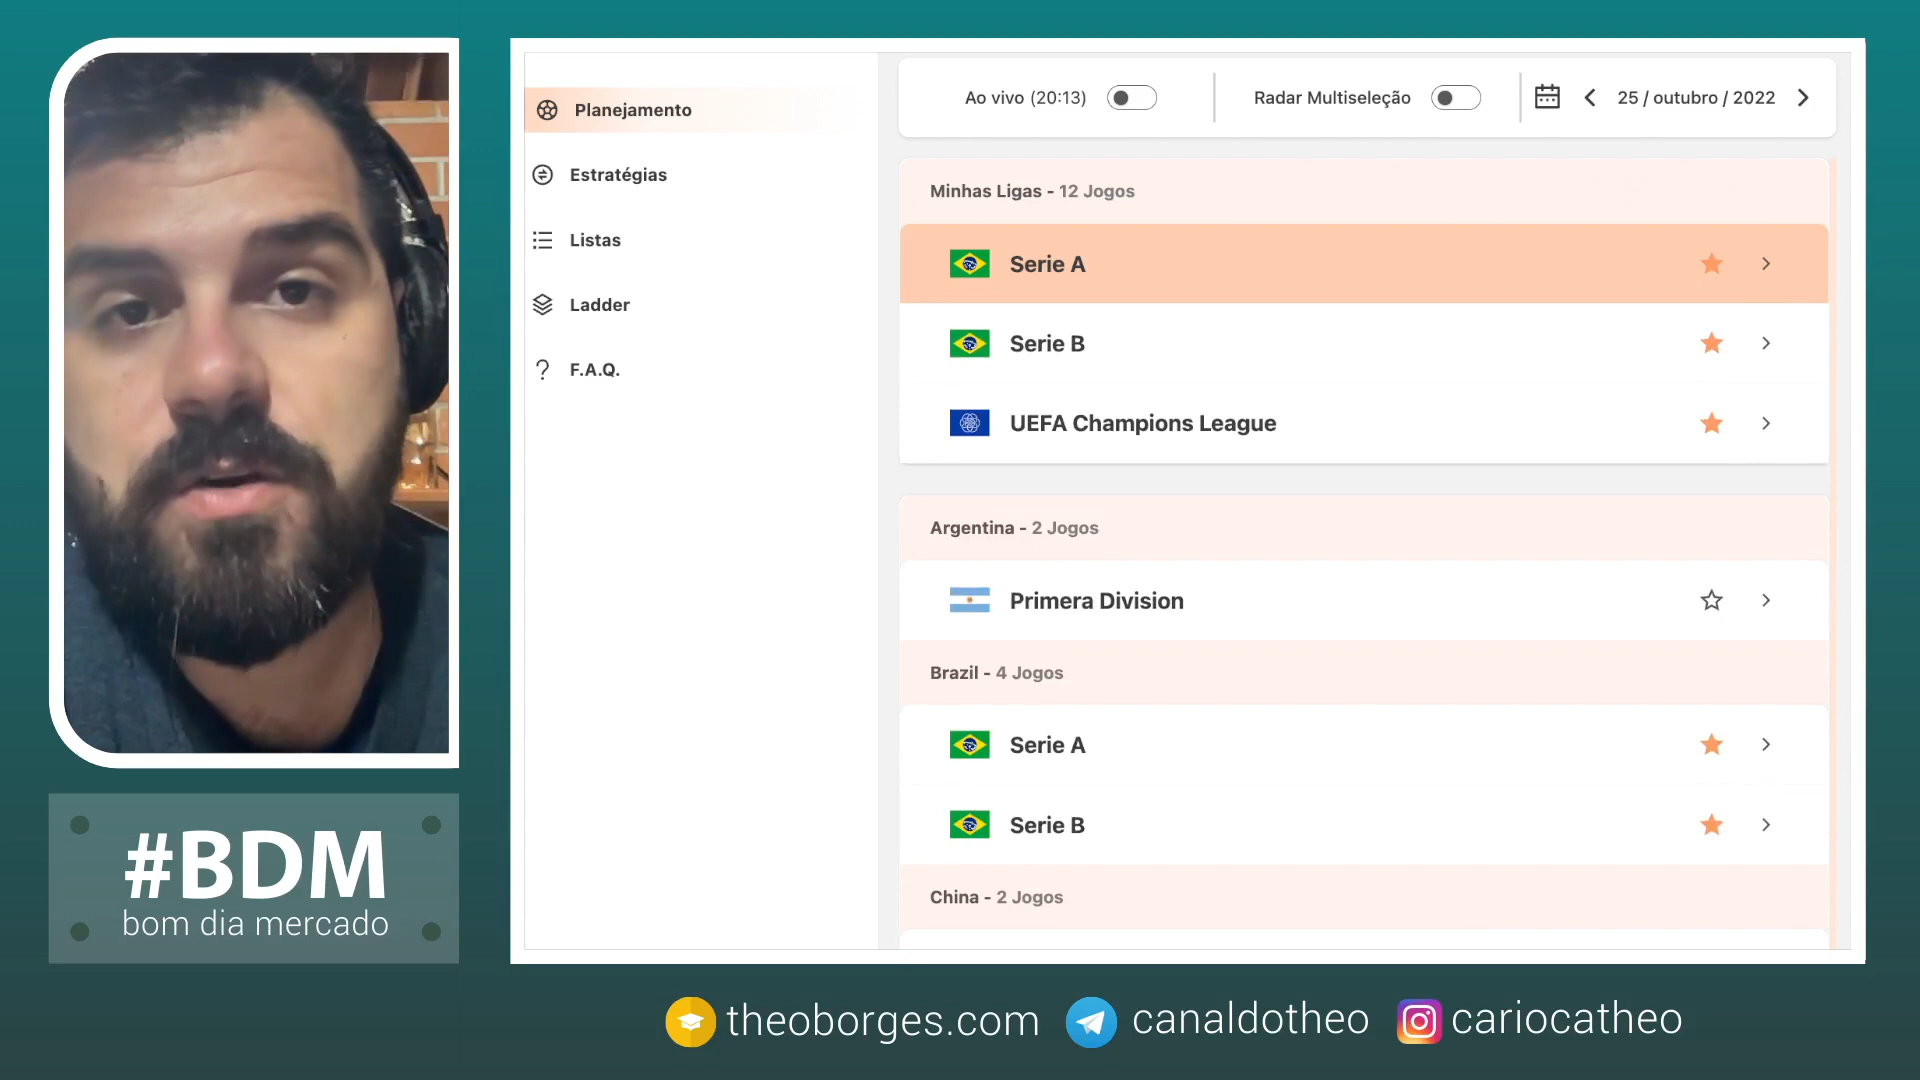 Planejamento
Estratégias
Listas
Ladder
F.A.Q.
Ao vivo (20:13)
Radar Multiseleção
25 / outubro / 2022
Minhas Ligas - 12 Jogos
Serie A
Serie B
UEFA Champions League
Argentina - 2 Jogos
Primera Division
Brazil - 4 Jogos
Serie A
Serie B
China - 2 Jogos
#BDM
bom dia mercado
theoborges.com
canaldotheo
cariocatheo